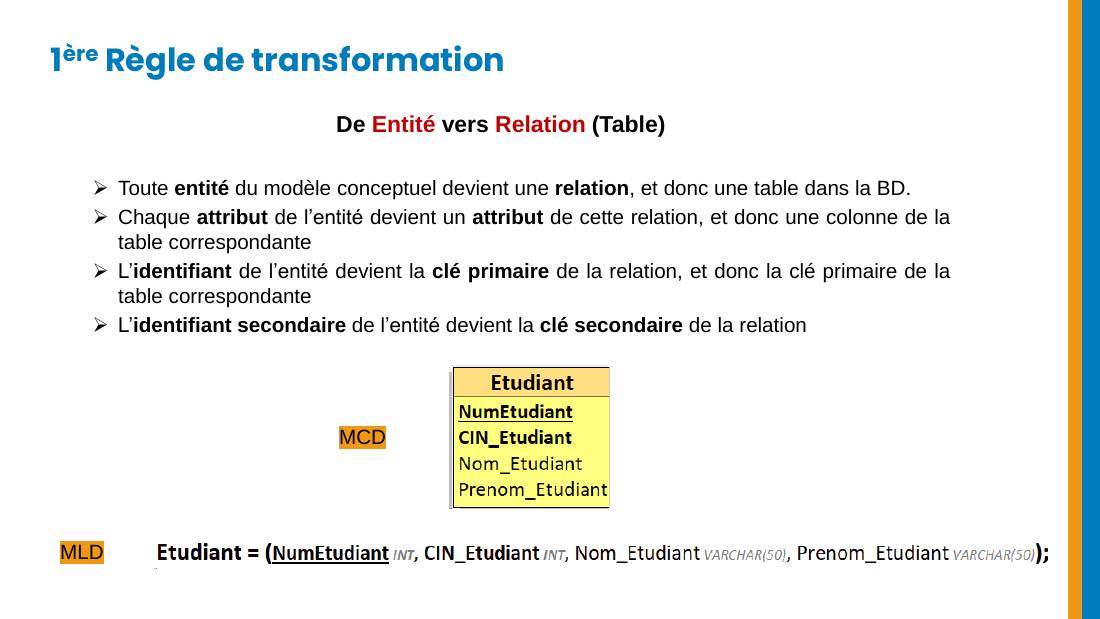 1ère Règle de transformation
De Entité vers Relation (Table)
➢ Toute entité du modèle conceptuel devient une relation, et donc une table dans la BD.
➢ Chaque attribut de l’entité devient un attribut de cette relation, et donc une colonne de la
table correspondante
➢ L’identifiant de l’entité devient la clé primaire de la relation, et donc la clé primaire de la
table correspondante
➢ L’identifiant secondaire de l’entité devient la clé secondaire de la relation
Etudiant
NumEtudiant
MCD
CIN_Etudiant
Nom_Etudiant
Prenom_Etudiant
MLD
Etudiant = (NumEtudiant INT, CIN_Etudiant INT, Nom_Etudiant VARCHAR(50), Prenom_Etudiant VARCHAR(50));